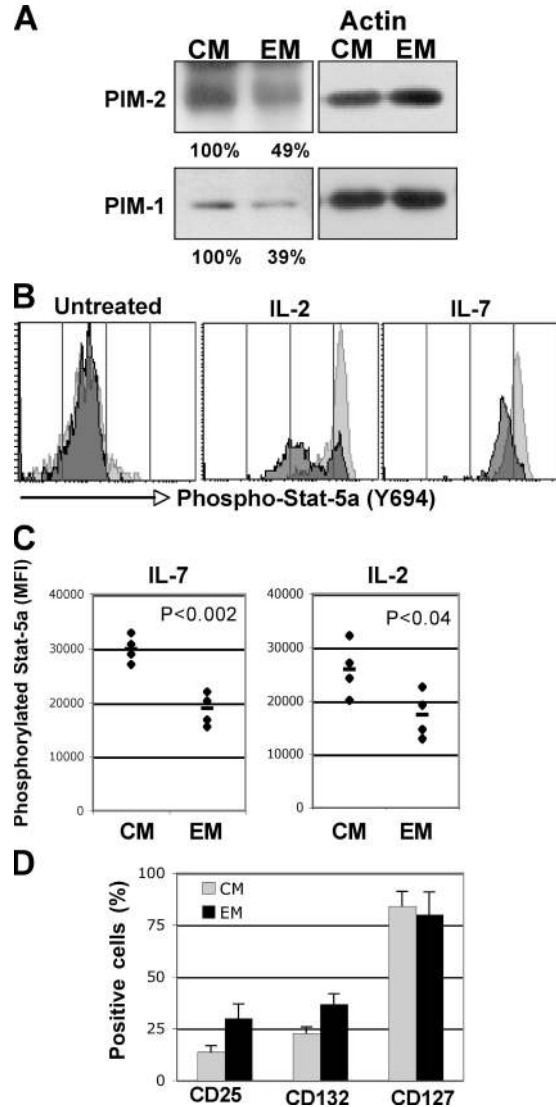 A
Actin
CM EM CM EM
PIM-2
100% 49%
PIM-1
100% 39%
B
Untreated IL-2 IL-7
Phospho-Stat-5a (Y694)
C
IL-7 IL-2
Phosphorylated Stat-5a (MFI)
40000
30000
20000
10000
0
P<0.002
CM EM
40000
30000
20000
10000
0
P<0.04
CM EM
D
Positive cells (%)
100
75
50
25
0
CM
EM
CD25 CD132 CD127